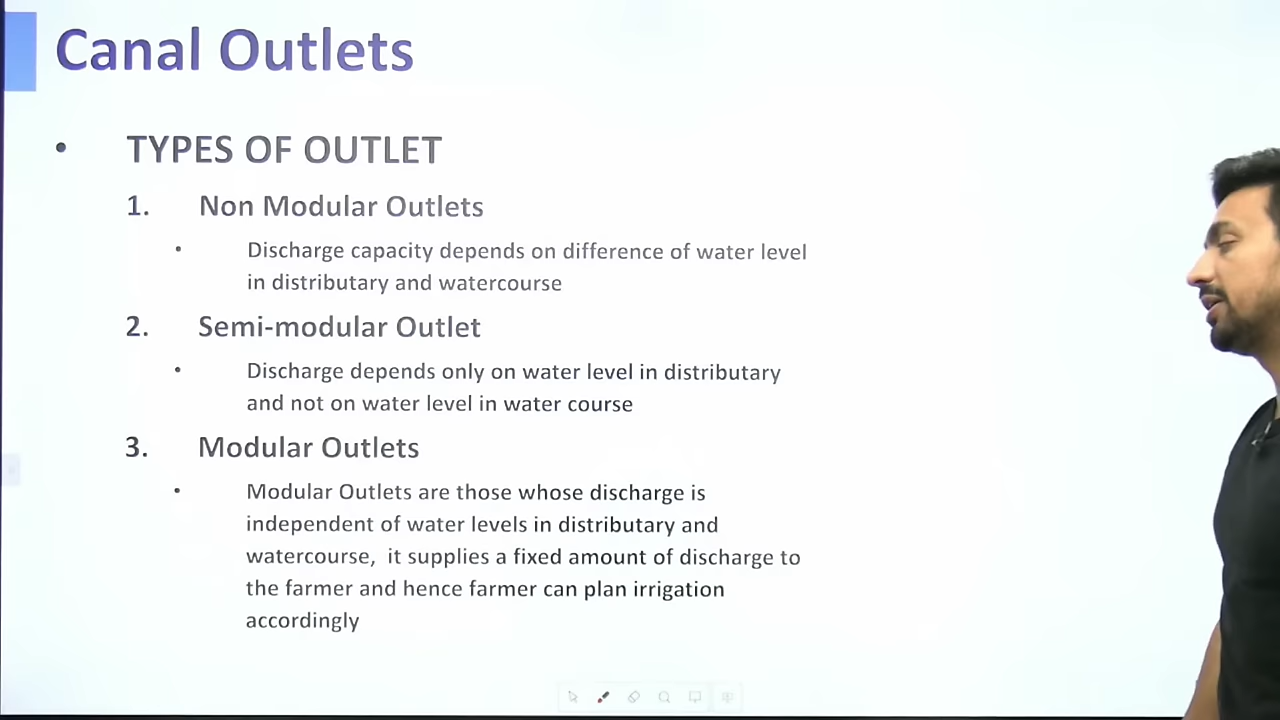 Canal Outlets
• TYPES OF OUTLET
1. Non Modular Outlets
• Discharge capacity depends on difference of water level
in distributary and watercourse
2. Semi-modular Outlet
• Discharge depends only on water level in distributary
and not on water level in water course
3. Modular Outlets
• Modular Outlets are those whose discharge is
independent of water levels in distributary and
watercourse, it supplies a fixed amount of discharge to
the farmer and hence farmer can plan irrigation
accordingly